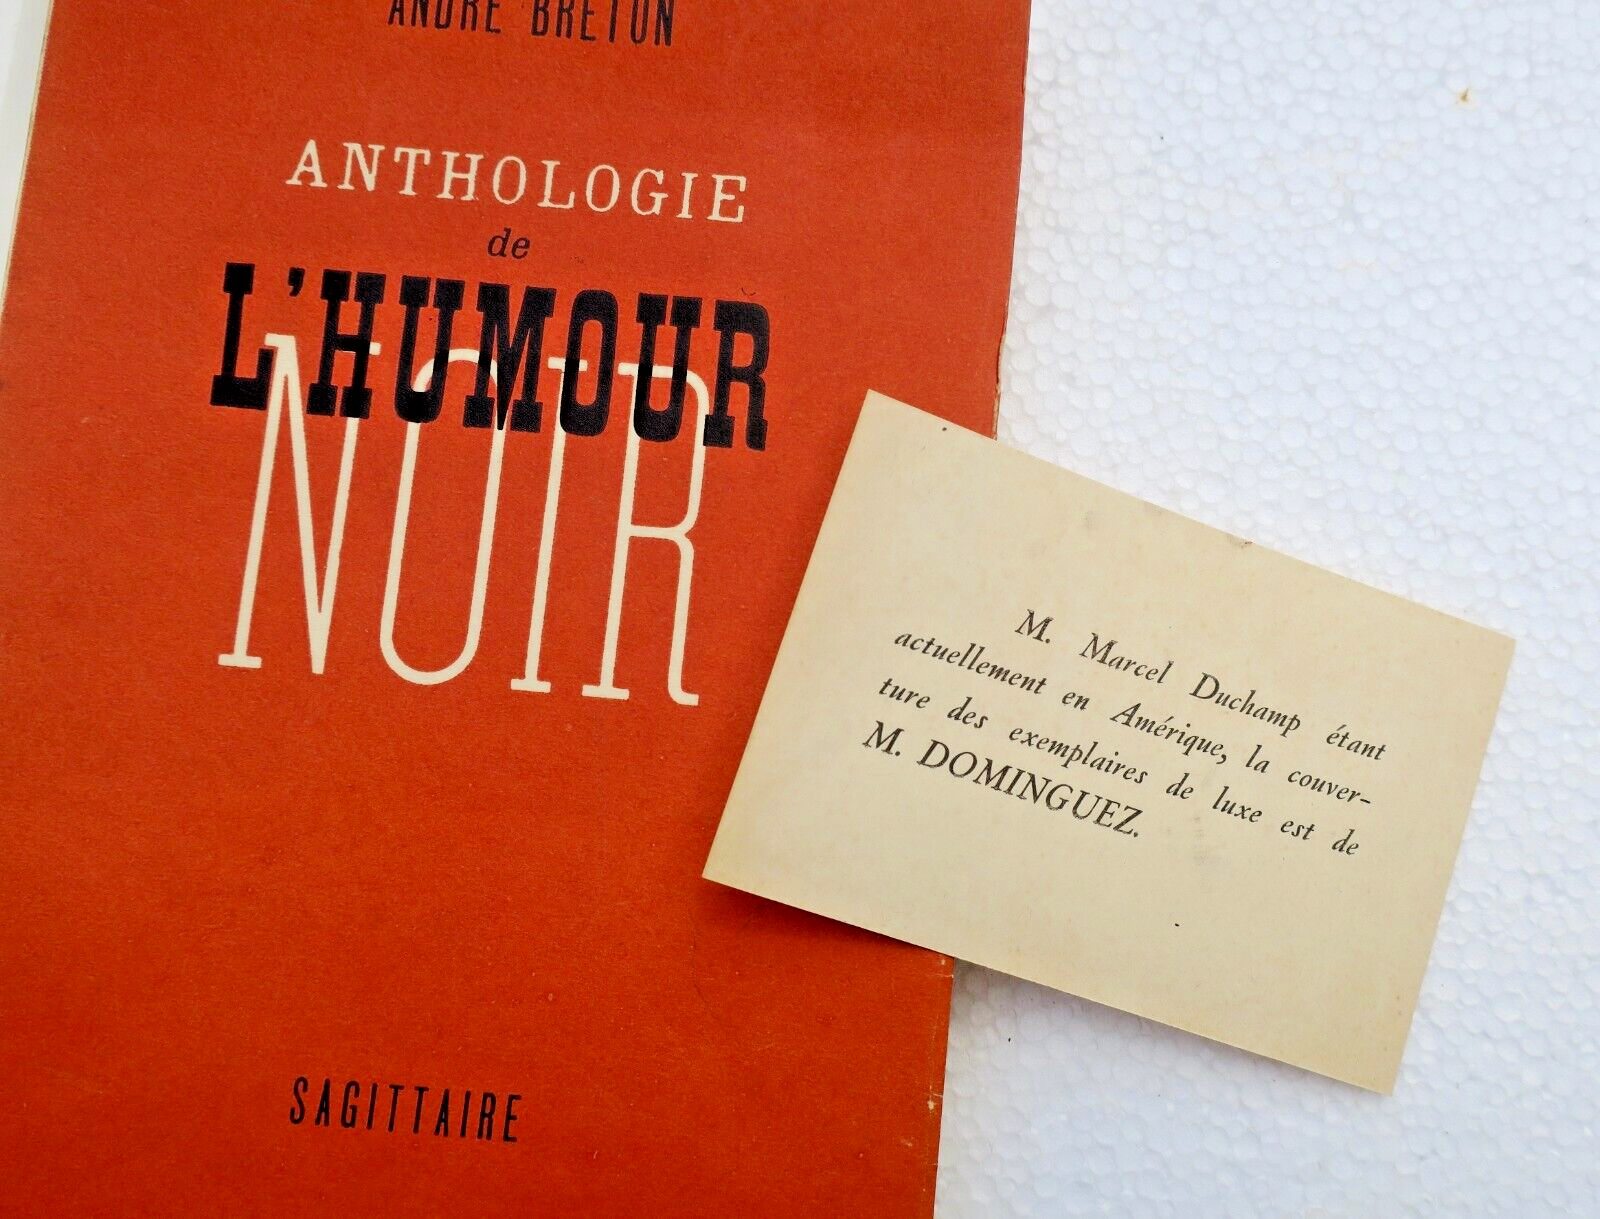 ANDRÉ BRETON
ANTHOLOGIE
de
L'HUMOUR
NOIR
SAGITTAIRE
M. Marcel Duchamp étant
actuellement en Amérique, la couver-
ture des exemplaires de luxe est de
M. DOMINGUEZ.